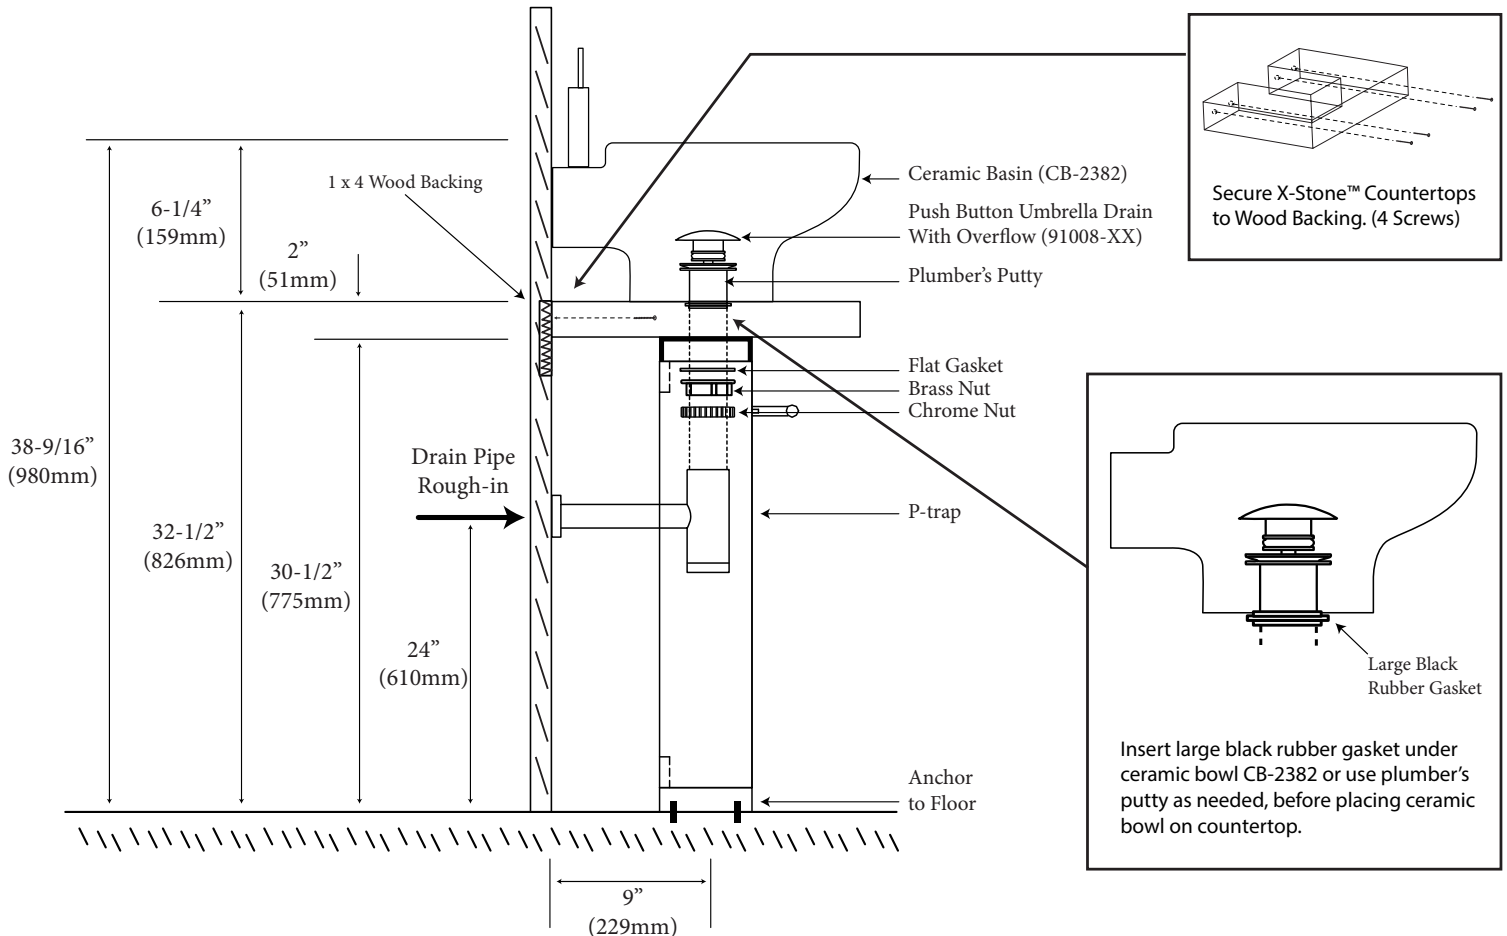 Secure X-Stone™ Countertops
to Wood Backing. (4 Screws)
1 x 4 Wood Backing
Ceramic Basin (CB-2382)
Push Button Umbrella Drain
With Overflow (91008-XX)
Plumber’s Putty
6-1/4”
(159mm)
2”
(51mm)
Flat Gasket
Brass Nut
Chrome Nut
38-9/16”
(980mm)
Drain Pipe
Rough-in
P-trap
32-1/2”
(826mm)
30-1/2”
(775mm)
24”
(610mm)
Large Black
Rubber Gasket
Insert large black rubber gasket under
ceramic bowl CB-2382 or use plumber’s
putty as needed, before placing ceramic
bowl on countertop.
Anchor
to Floor
9”
(229mm)